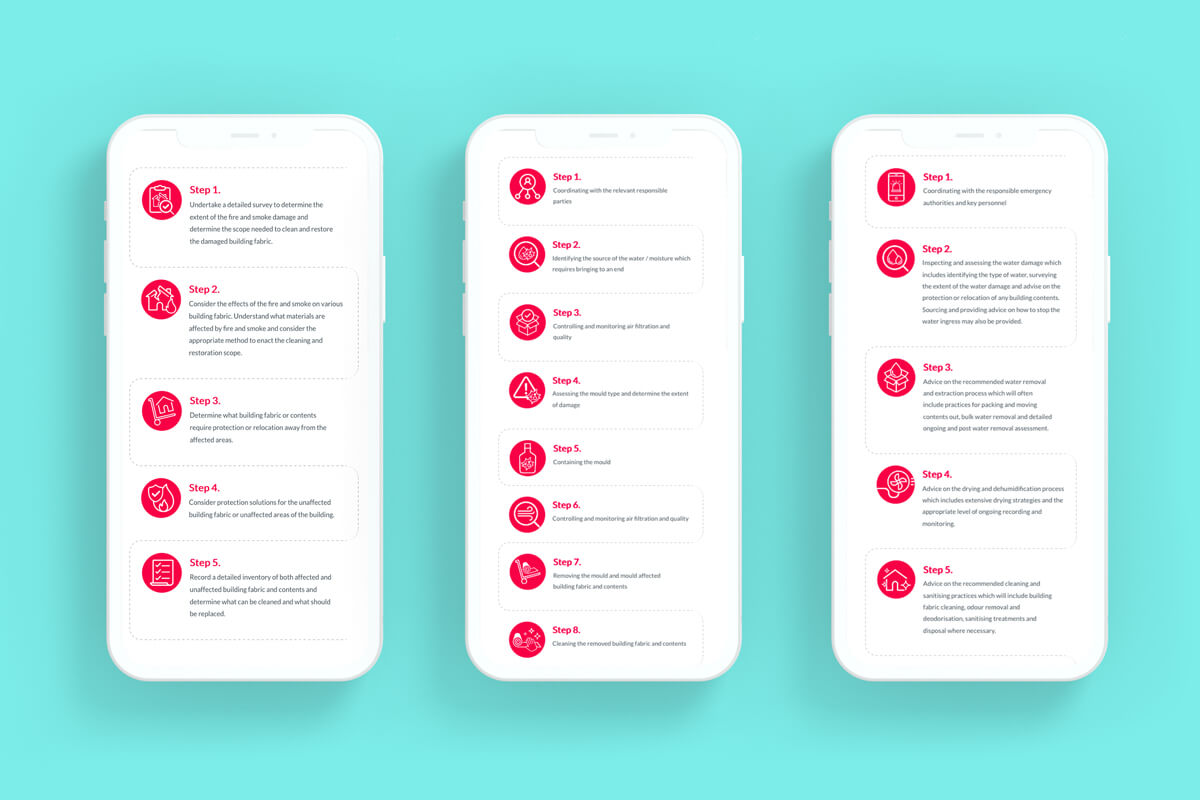 Step 1.
Undertake a detailed survey to determine the
extent of the fire and smoke damage and
determine the scope needed to clean and restore
the damaged building fabric.
Step 2.
Consider the effects of the fire and smoke on various
building fabric. Understand what materials are
affected by fire and smoke and consider the
appropriate method to enact the cleaning and
restoration scope.
Step 3.
Determine what building fabric or contents
require protection or relocation away from the
affected areas.
Step 4.
Consider protection solutions for the unaffected
building fabric or unaffected areas of the building.
Step 5.
Record a detailed inventory of both affected and
unaffected building fabric and contents and
determine what can be cleaned and what should
be replaced.
Step 1.
Coordinating with the relevant responsible
parties
Step 2.
Identifying the source of the water / moisture which
requires bringing to an end
Step 3.
Controlling and monitoring air filtration and
quality
Step 4.
Assessing the mould type and determine the extent
of damage
Step 5.
Containing the mould
Step 6.
Controlling and monitoring air filtration and quality
Step 7.
Removing the mould and mould affected
building fabric and contents
Step 8.
Cleaning the removed building fabric and contents
Step 1.
Coordinating with the responsible emergency
authorities and key personnel
Step 2.
Inspecting and assessing the water damage which
includes identifying the type of water, surveying
the extent of the water damage and advise on the
protection or relocation of any building contents.
Sourcing and providing advice on how to stop the
water ingress may also be provided.
Step 3.
Advice on the recommended water removal
and extraction process which will often
include practices for packing and moving
contents out, bulk water removal and detailed
ongoing and post water removal assessment.
Step 4.
Advice on the drying and dehumidification process
which includes extensive drying strategies and the
appropriate level of ongoing recording and
monitoring.
Step 5.
Advice on the recommended cleaning and
sanitising practices which will include building
fabric cleaning, odour removal and
deodorisation, sanitising treatments and
disposal where necessary.